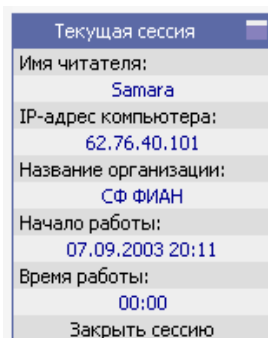 Текущая сессия
Имя читателя:
Samara
IP-адрес компьютера:
62.76.40.101
Название организации:
СФ ФИАН
Начало работы:
07.09.2003 20:11
Время работы:
00:00
Закрыть сессию